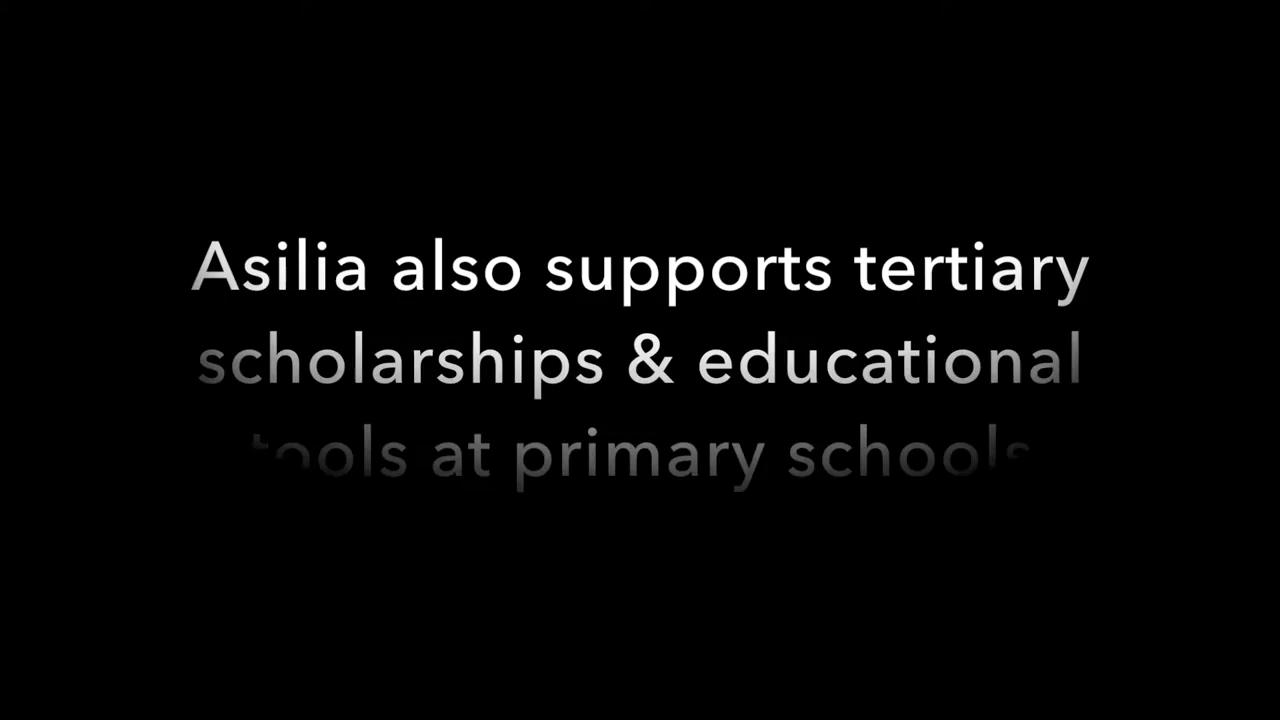 Asilia also supports tertiary
scholarships & educational
tools at primary schools